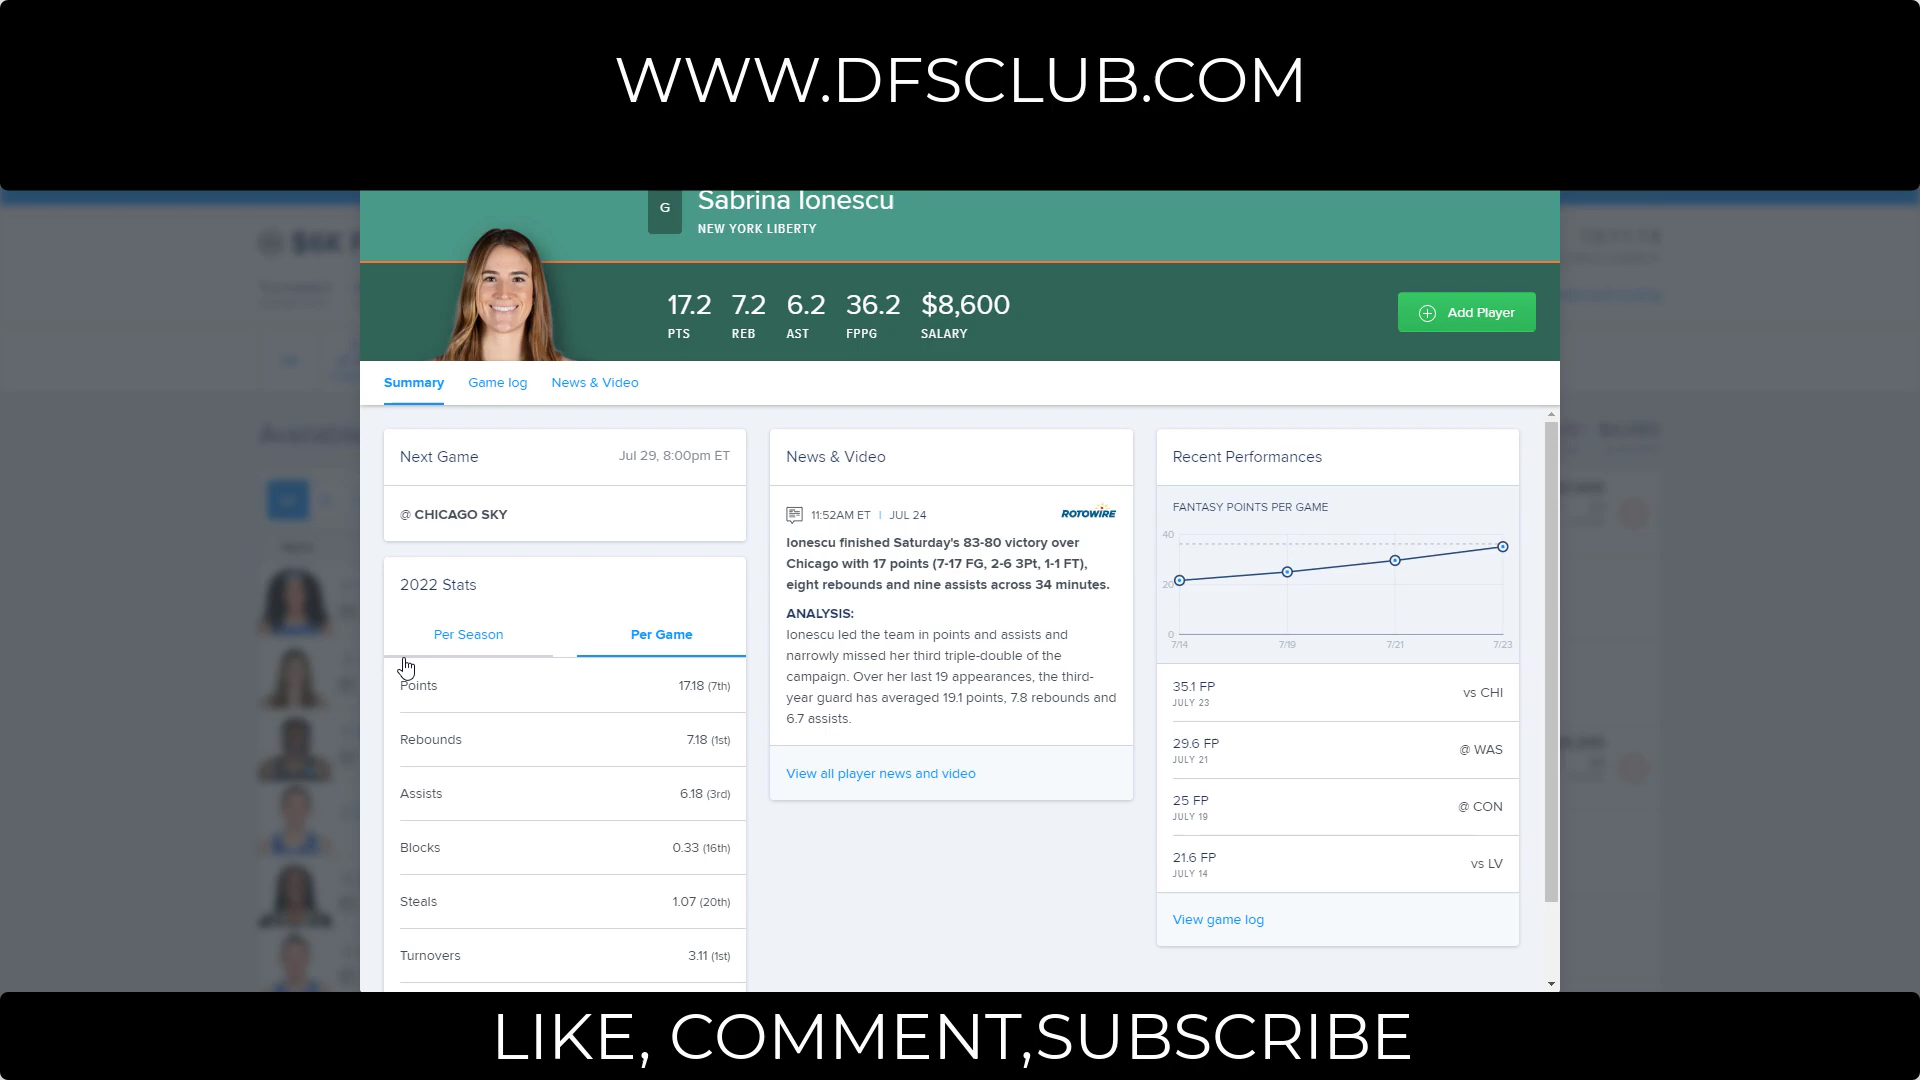 WWW.DFSCLUB.COM
G
Sabrina Ionescu
NEW YORK LIBERTY
17.2 7.2 6.2 36.2 $8,600
PTS REB AST FPPG SALARY
Add Player
Summary Game log News & Video
Next Game Jul 29, 8:00pm ET
@ CHICAGO SKY
2022 Stats
Per Season Per Game
Points 17.18 (7th)
Rebounds 7.18 (1st)
Assists 6.18 (3rd)
Blocks 0.33 (16th)
Steals 1.07 (20th)
Turnovers 3.11 (1st)
News & Video
11:52AM ET | JUL 24 ROTOWIRE
Ionescu finished Saturday's 83-80 victory over
Chicago with 17 points (7-17 FG, 2-6 3Pt, 1-1 FT),
eight rebounds and nine assists across 34 minutes.
ANALYSIS:
Ionescu led the team in points and assists and
narrowly missed her third triple-double of the
campaign. Over her last 19 appearances, the third-
year guard has averaged 19.1 points, 7.8 rebounds and
6.7 assists.
View all player news and video
Recent Performances
FANTASY POINTS PER GAME
40
20
0
7/14 7/19 7/21 7/23
35.1 FP vs CHI
JULY 23
29.6 FP @ WAS
JULY 21
25 FP @ CON
JULY 19
21.6 FP vs LV
JULY 14
View game log
LIKE, COMMENT,SUBSCRIBE